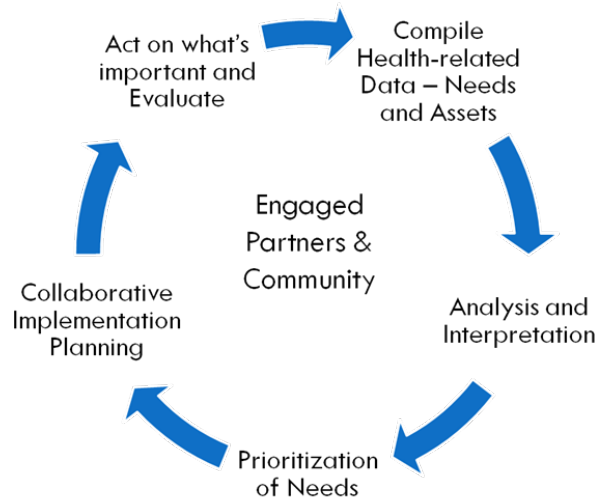 Act on what's
important and
Evaluate
Compile
Health-related
Data – Needs
and Assets
Engaged
Partners &
Community
Analysis and
Interpretation
Prioritization
of Needs
Collaborative
Implementation
Planning